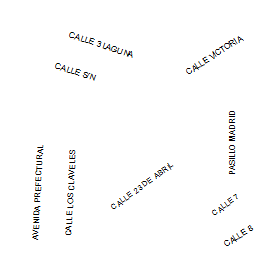 CALLE 3 LAGUNA
CALLE VICTORIA
CALLE S/N
PASILLO MADRID
AVENIDA PREFECTURAL
CALLE LOS CLAVELES
CALLE 23 DE ABRIL
CALLE 7
CALLE 6